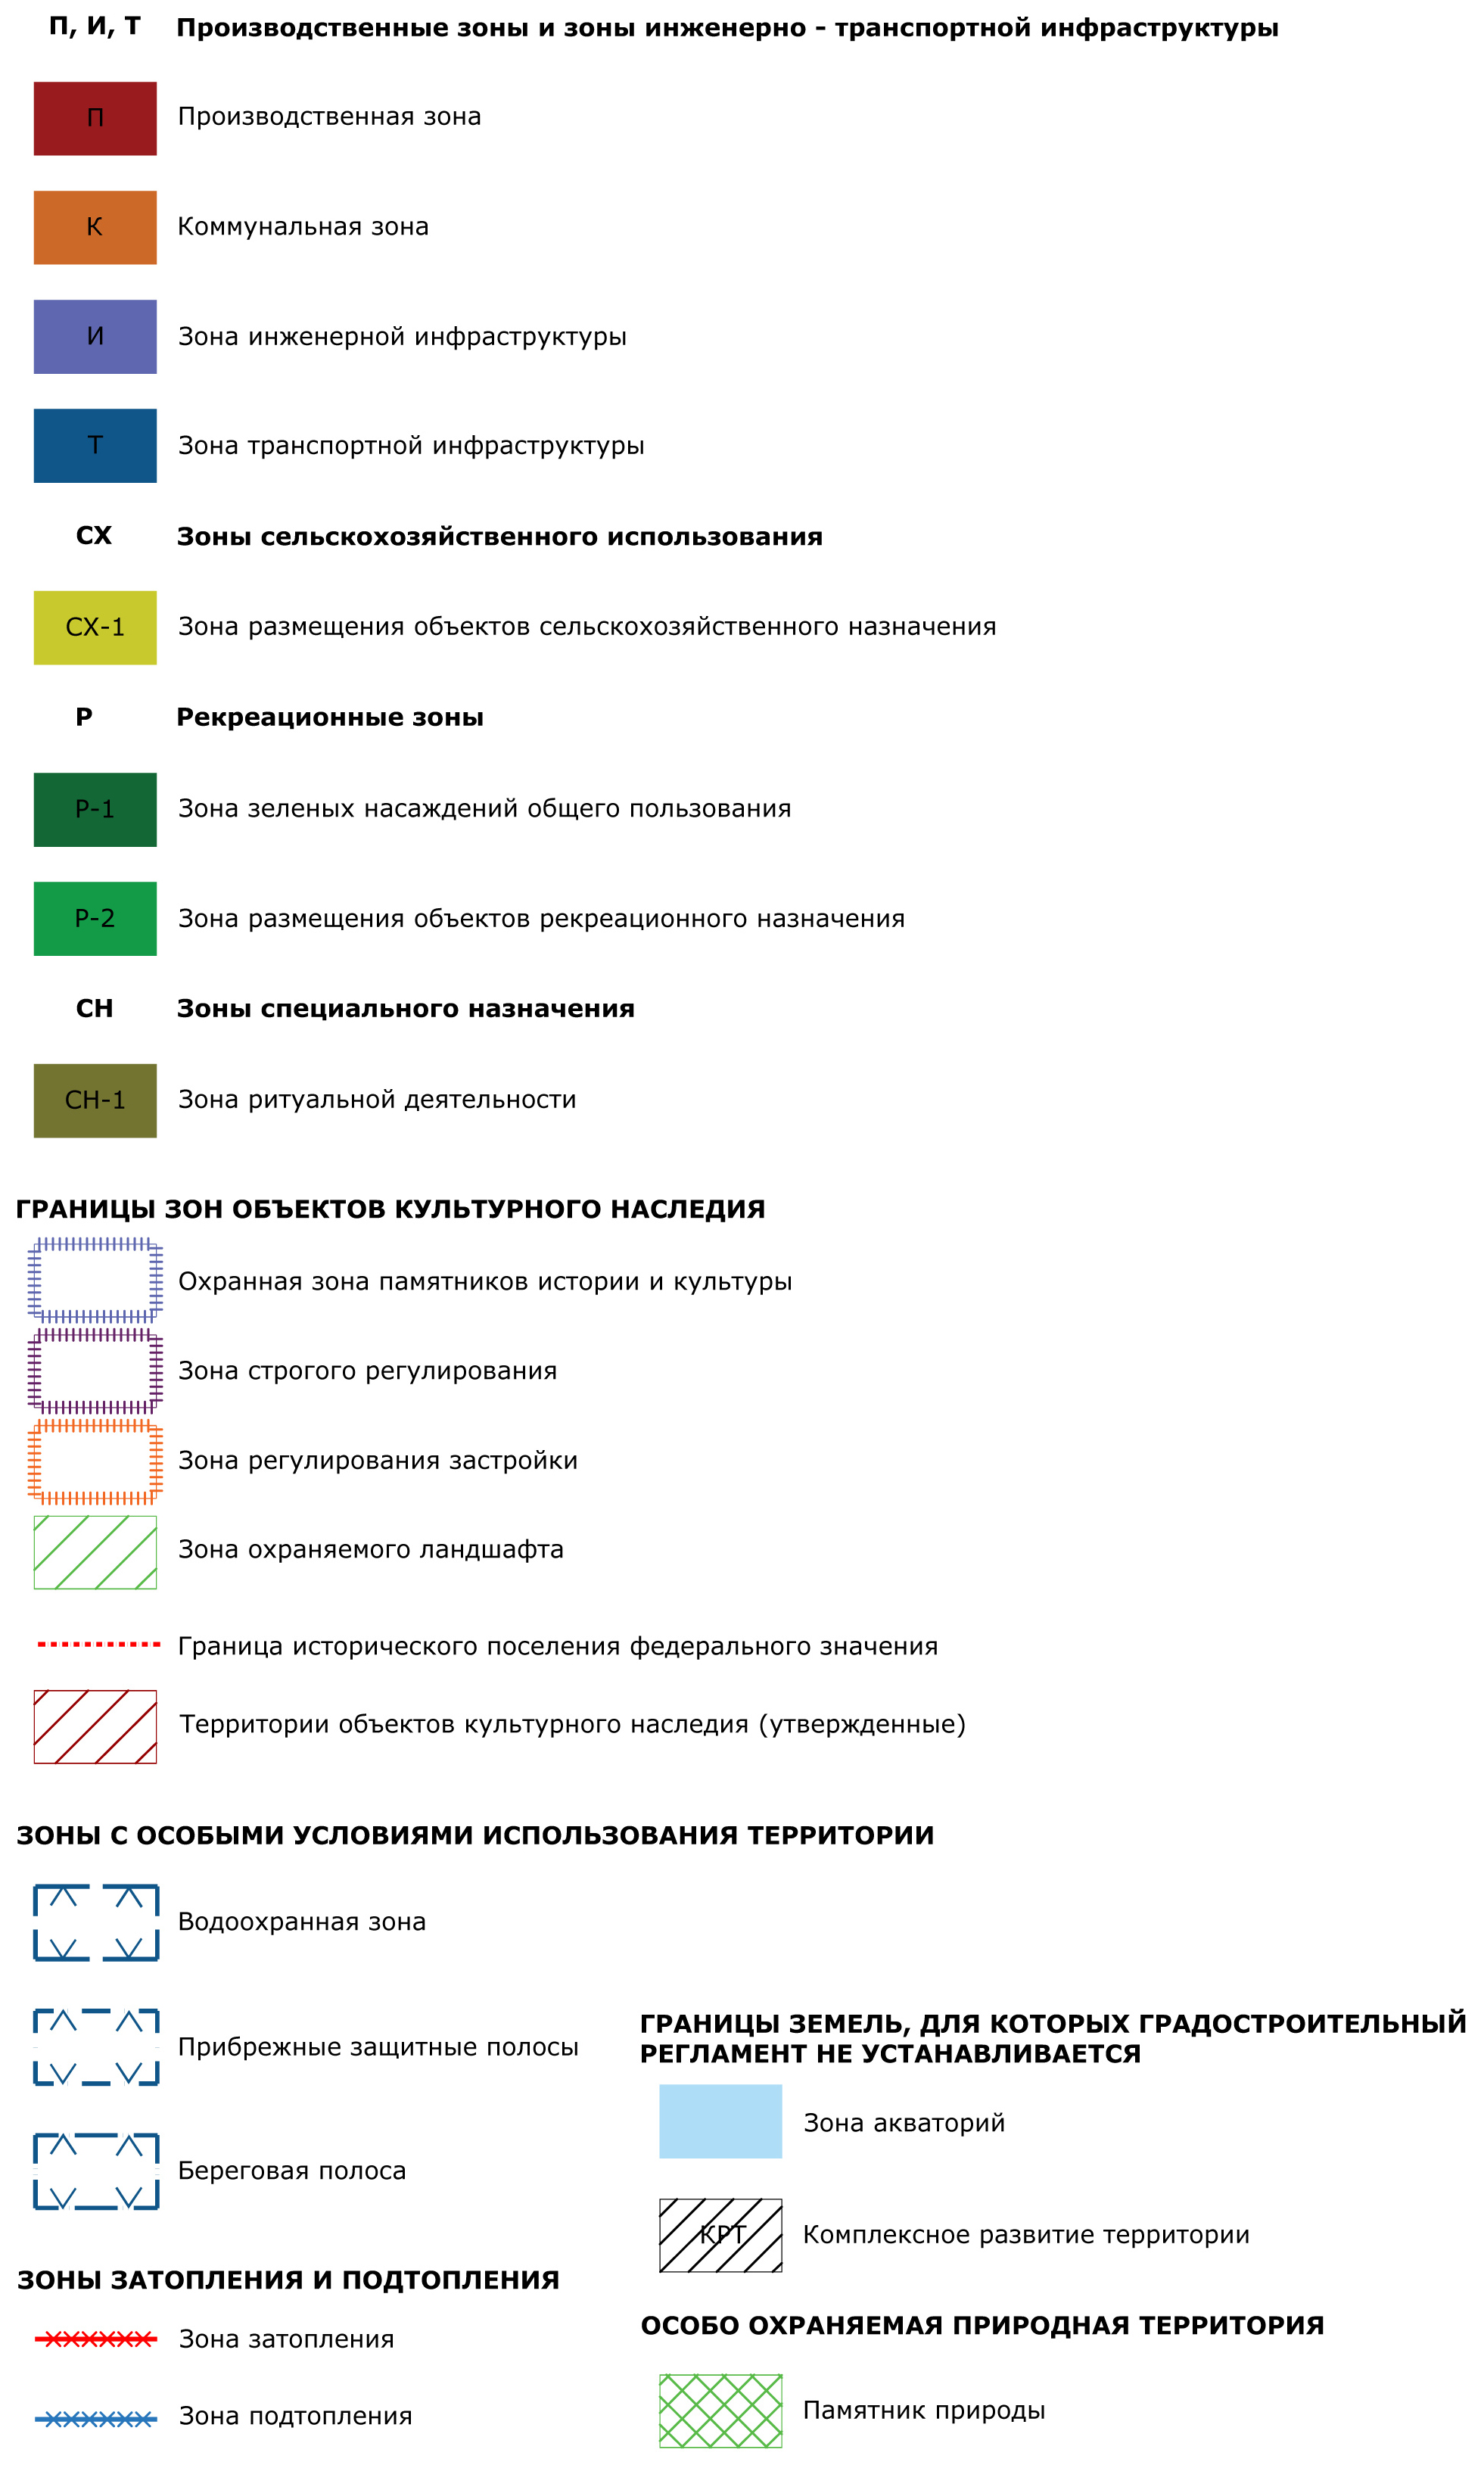 П, И, Т Производственные зоны и зоны инженерно - транспортной инфраструктуры
П Производственная зона
К Коммунальная зона
И Зона инженерной инфраструктуры
Т Зона транспортной инфраструктуры
СХ Зоны сельскохозяйственного использования
СХ-1 Зона размещения объектов сельскохозяйственного назначения
Р Рекреационные зоны
Р-1 Зона зеленых насаждений общего пользования
Р-2 Зона размещения объектов рекреационного назначения
СН Зоны специального назначения
СН-1 Зона ритуальной деятельности
ГРАНИЦЫ ЗОН ОБЪЕКТОВ КУЛЬТУРНОГО НАСЛЕДИЯ
Охранная зона памятников истории и культуры
Зона строгого регулирования
Зона регулирования застройки
Зона охраняемого ландшафта
Граница исторического поселения федерального значения
Территории объектов культурного наследия (утвержденные)
ЗОНЫ С ОСОБЫМИ УСЛОВИЯМИ ИСПОЛЬЗОВАНИЯ ТЕРРИТОРИИ
Водоохранная зона
Прибрежные защитные полосы
Береговая полоса
ЗОНЫ ЗАТОПЛЕНИЯ И ПОДТОПЛЕНИЯ
Зона затопления
Зона подтопления
ГРАНИЦЫ ЗЕМЕЛЬ, ДЛЯ КОТОРЫХ ГРАДОСТРОИТЕЛЬНЫЙ
РЕГЛАМЕНТ НЕ УСТАНАВЛИВАЕТСЯ
Зона акваторий
КРТ Комплексное развитие территории
ОСОБО ОХРАНЯЕМАЯ ПРИРОДНАЯ ТЕРРИТОРИЯ
Памятник природы